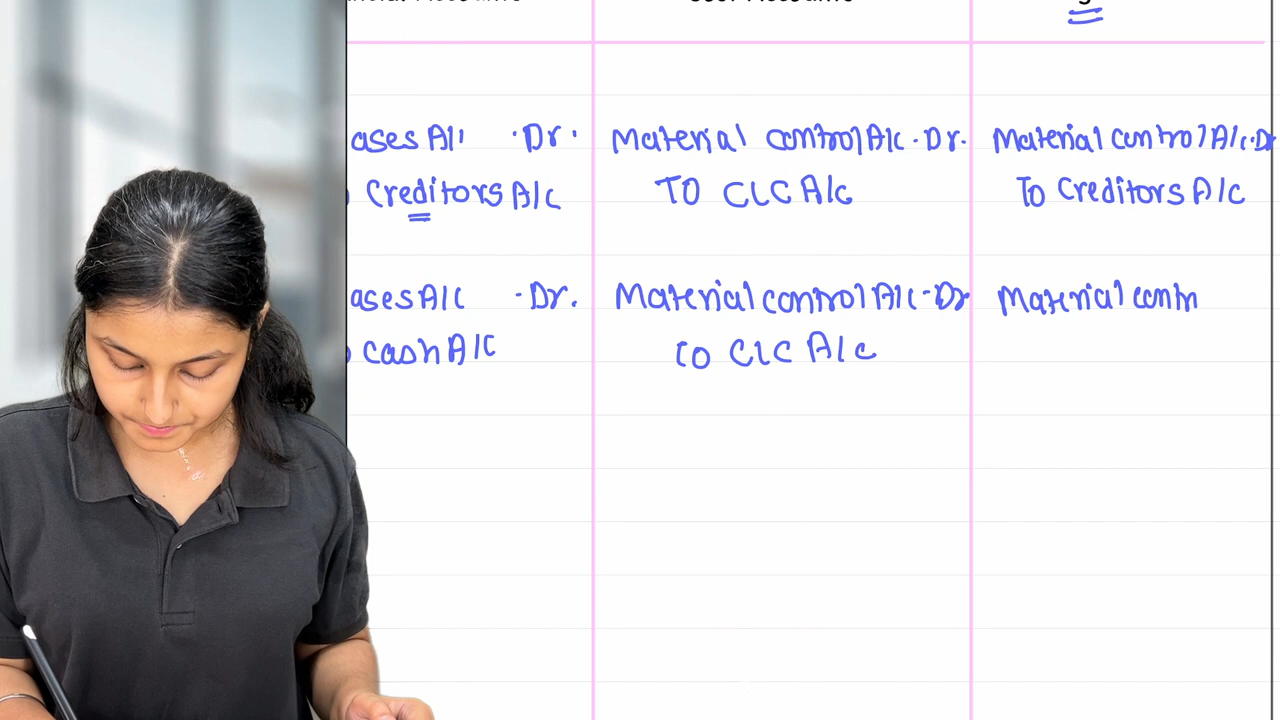 ases A/c . Dr. Material control A/c . Dr. Material control A/c . Dr
Creditors A/c TO CLC A/c To Creditors A/c
ases A/c . Dr. Material control A/c . Dr Material contr
cash A/c to CLC A/c